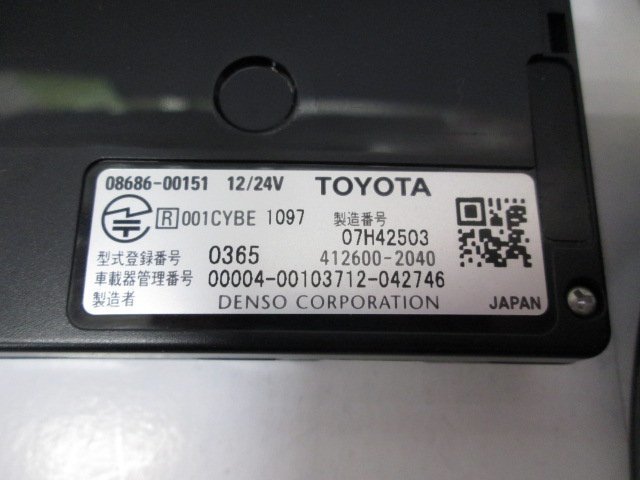 08686-00151 12/24V TOYOTA
R 001CYBE 1097 製造番号
07H42503
型式登録番号 0365 412600-2040
車載器管理番号 00004-00103712-042746
製造者 DENSO CORPORATION JAPAN